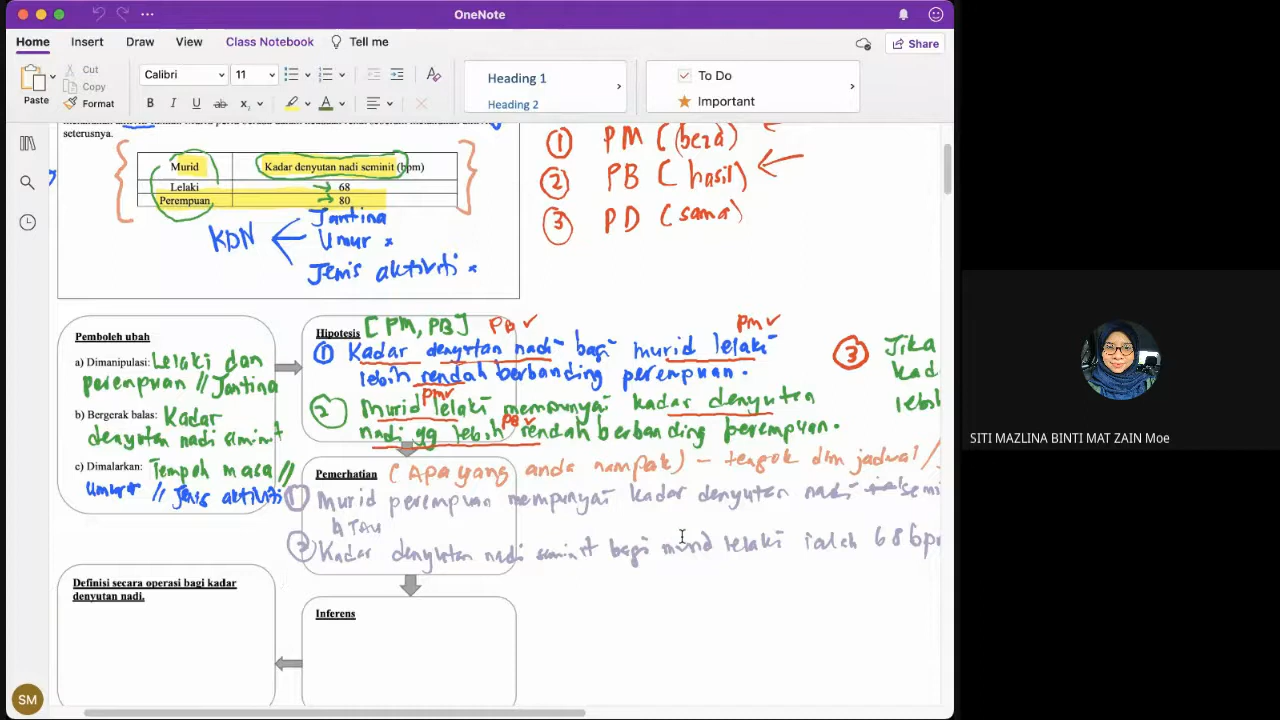 OneNote
Home Insert Draw View Class Notebook Tell me Share
Paste Cut Copy Format
Calibri 11
B I U ab x A
Heading 1
Heading 2
To Do
Important
seterusnya.
Murid Kadar denyutan nadi seminit (bpm)
Lelaki → 68
Perempuan → 80
KDN
Jantina
Umur x
Jenis aktiviti x
① PM (beza)
② PB (hasil)
③ PD (sama)
Pemboleh ubah
a) Dimanipulasi: Lelaki dan
perempuan // Jantina
b) Bergerak balas: Kadar
denyutan nadi seminit
c) Dimalarkan: Tempoh masa //
Umur // Jenis aktiviti
Hipotesis [PM, PB] PB ✓ PM ✓
① Kadar denyutan nadi bagi murid lelaki
lebih rendah berbanding perempuan.
PM ✓
② Murid lelaki mempunyai kadar denyutan
PB ✓
nadi yg lebih rendah berbanding perempuan.
③ Jika
kad
lebih
Pemerhatian (Apa yang anda nampak) - tengok dlm jadual /
① Murid perempuan mempunyai kadar denyutan nadi semi
ATAU
② Kadar denyutan nadi seminit bagi murid lelaki ialah 68 bpm
Definisi secara operasi bagi kadar
denyutan nadi.
Inferens
SM
SITI MAZLINA BINTI MAT ZAIN Moe